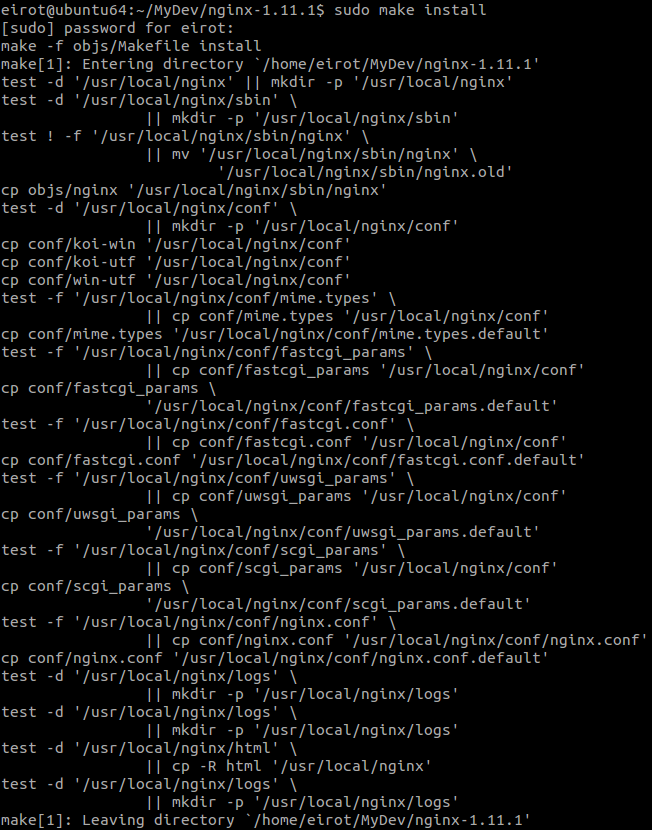 eirot@ubuntu64:~/MyDev/nginx-1.11.1$ sudo make install
[sudo] password for eirot:
make -f objs/Makefile install
make[1]: Entering directory `/home/eirot/MyDev/nginx-1.11.1'
test -d '/usr/local/nginx' || mkdir -p '/usr/local/nginx'
test -d '/usr/local/nginx/sbin' \
                || mkdir -p '/usr/local/nginx/sbin'
test ! -f '/usr/local/nginx/sbin/nginx' \
                || mv '/usr/local/nginx/sbin/nginx' \
                        '/usr/local/nginx/sbin/nginx.old'
cp objs/nginx '/usr/local/nginx/sbin/nginx'
test -d '/usr/local/nginx/conf' \
                || mkdir -p '/usr/local/nginx/conf'
cp conf/koi-win '/usr/local/nginx/conf'
cp conf/koi-utf '/usr/local/nginx/conf'
cp conf/win-utf '/usr/local/nginx/conf'
test -f '/usr/local/nginx/conf/mime.types' \
                || cp conf/mime.types '/usr/local/nginx/conf'
cp conf/mime.types '/usr/local/nginx/conf/mime.types.default'
test -f '/usr/local/nginx/conf/fastcgi_params' \
                || cp conf/fastcgi_params '/usr/local/nginx/conf'
cp conf/fastcgi_params \
                '/usr/local/nginx/conf/fastcgi_params.default'
test -f '/usr/local/nginx/conf/fastcgi.conf' \
                || cp conf/fastcgi.conf '/usr/local/nginx/conf'
cp conf/fastcgi.conf '/usr/local/nginx/conf/fastcgi.conf.default'
test -f '/usr/local/nginx/conf/uwsgi_params' \
                || cp conf/uwsgi_params '/usr/local/nginx/conf'
cp conf/uwsgi_params \
                '/usr/local/nginx/conf/uwsgi_params.default'
test -f '/usr/local/nginx/conf/scgi_params' \
                || cp conf/scgi_params '/usr/local/nginx/conf'
cp conf/scgi_params \
                '/usr/local/nginx/conf/scgi_params.default'
test -f '/usr/local/nginx/conf/nginx.conf' \
                || cp conf/nginx.conf '/usr/local/nginx/conf/nginx.conf'
cp conf/nginx.conf '/usr/local/nginx/conf/nginx.conf.default'
test -d '/usr/local/nginx/logs' \
                || mkdir -p '/usr/local/nginx/logs'
test -d '/usr/local/nginx/logs' \
                || mkdir -p '/usr/local/nginx/logs'
test -d '/usr/local/nginx/html' \
                || cp -R html '/usr/local/nginx'
test -d '/usr/local/nginx/logs' \
                || mkdir -p '/usr/local/nginx/logs'
make[1]: Leaving directory `/home/eirot/MyDev/nginx-1.11.1'